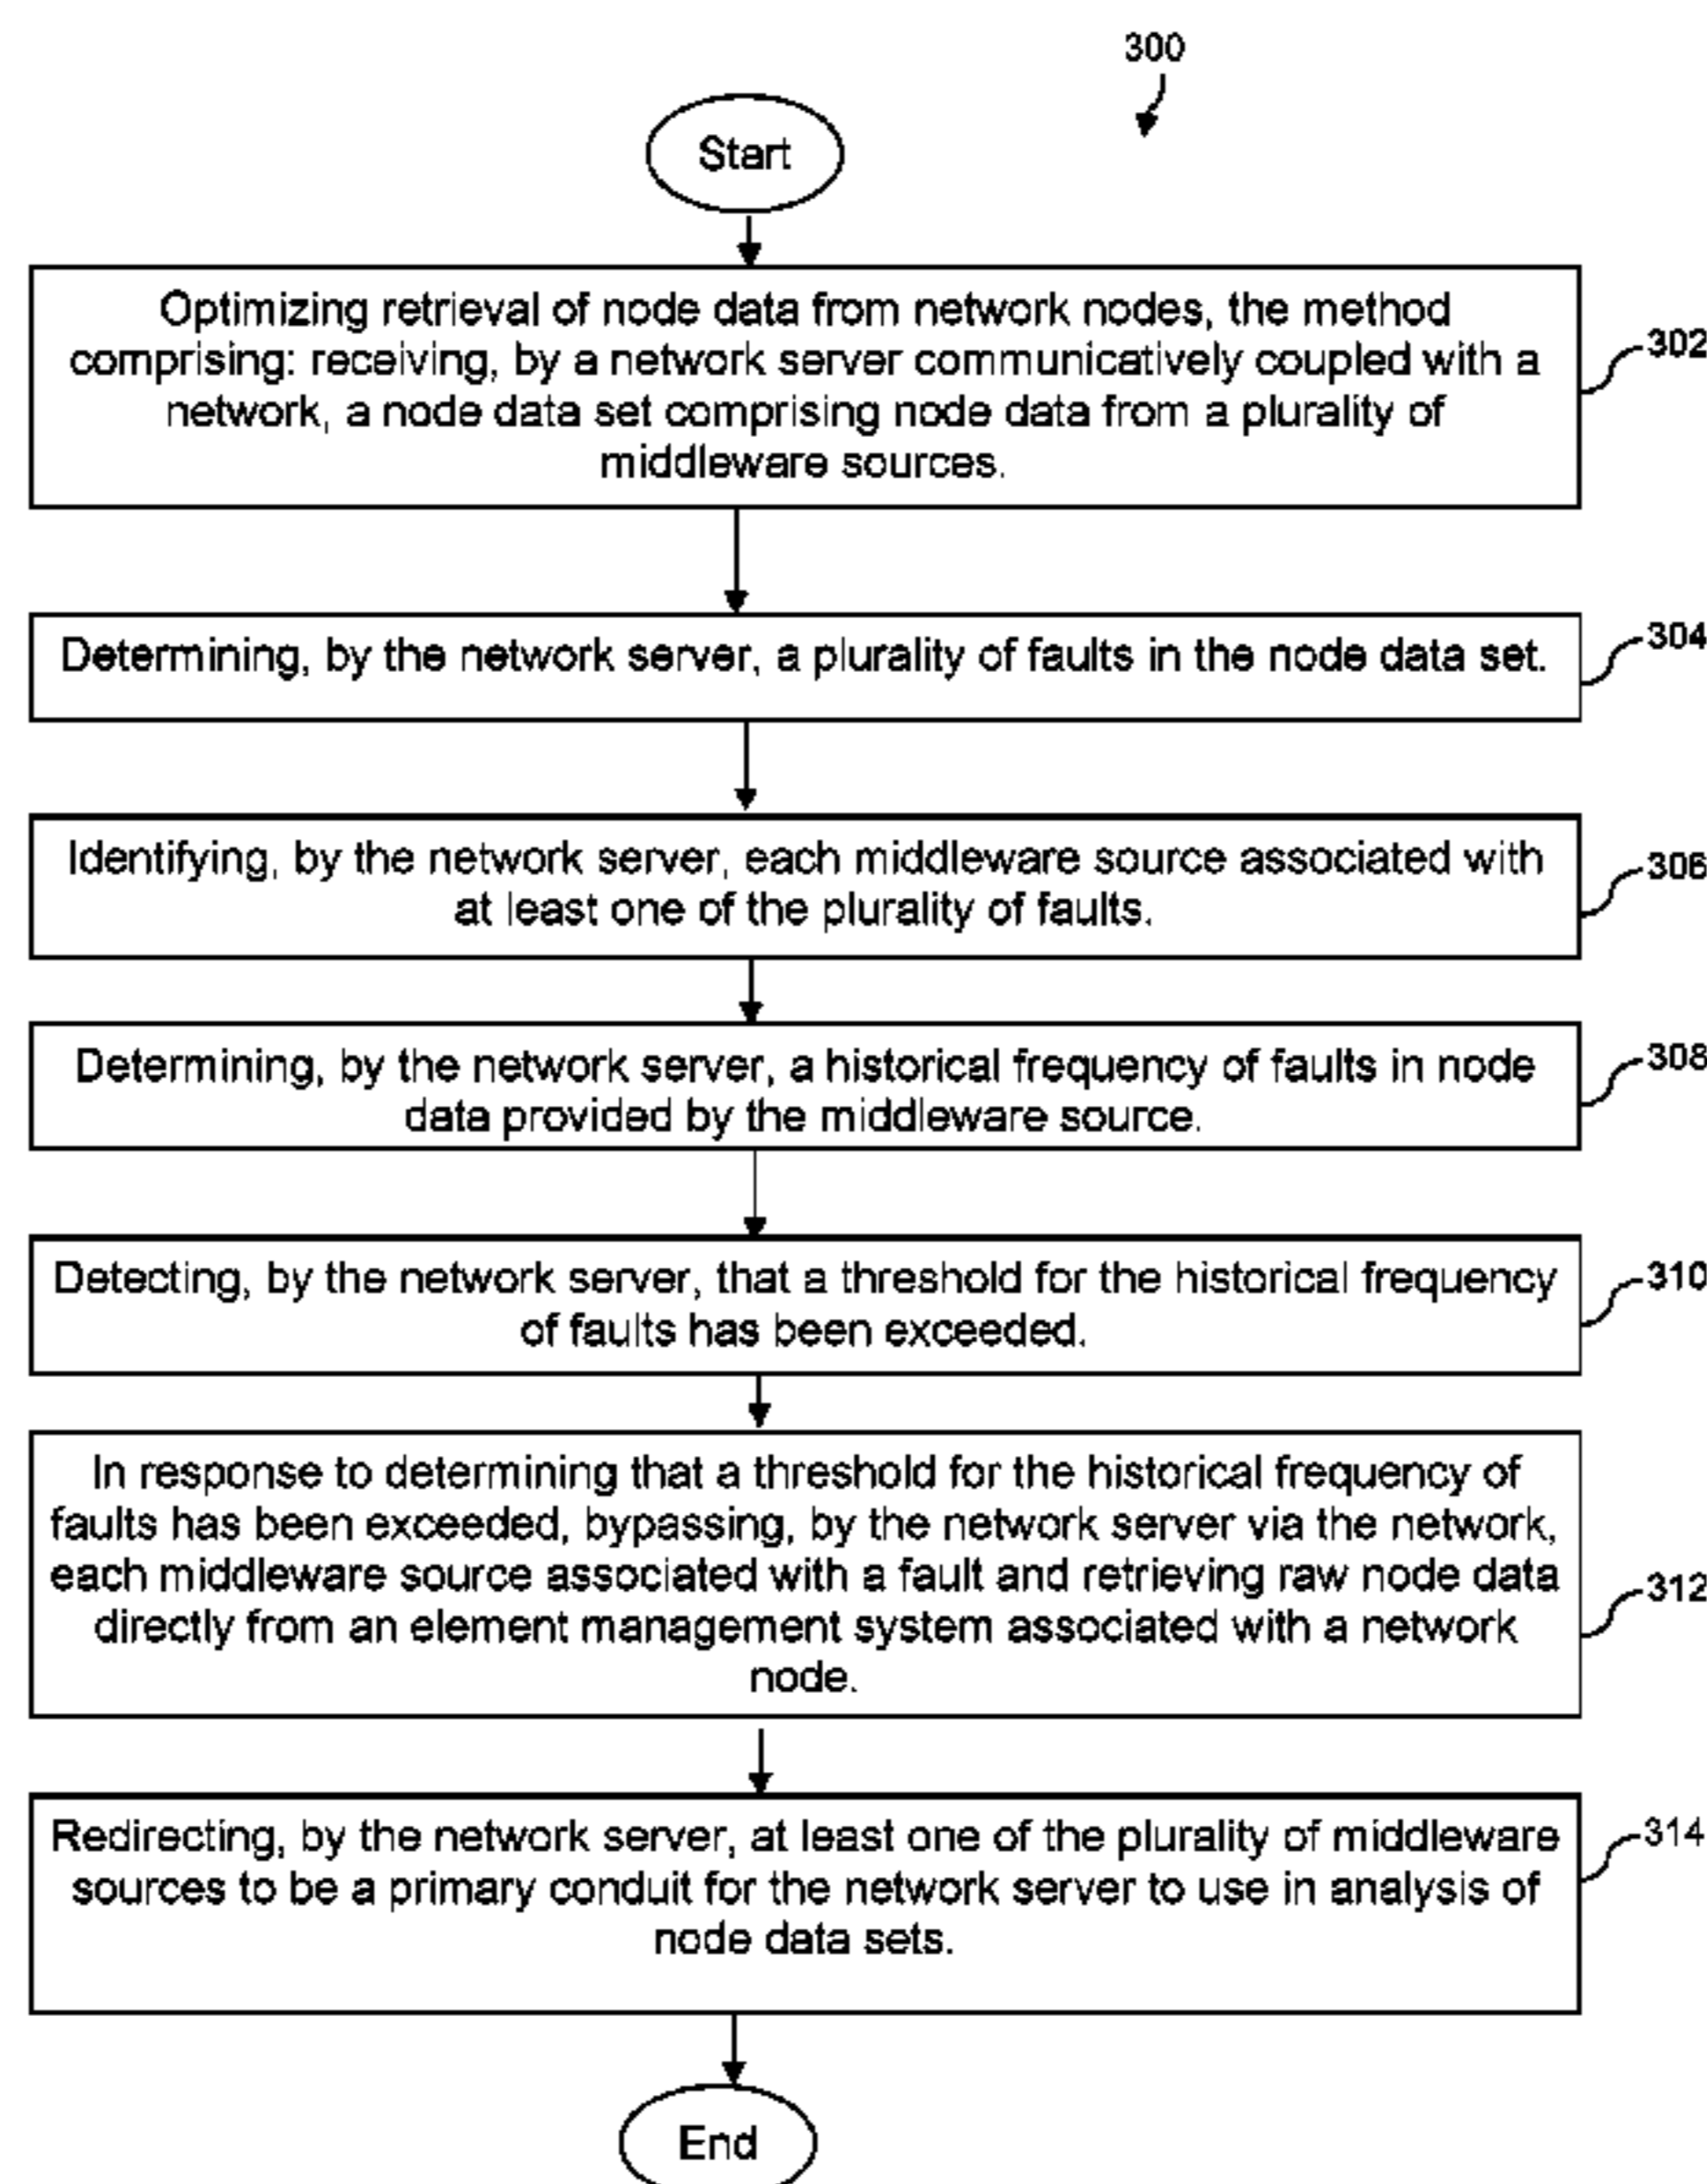 300
Start
Optimizing retrieval of node data from network nodes, the method
comprising: receiving, by a network server communicatively coupled with a
network, a node data set comprising node data from a plurality of
middleware sources.
302
Determining, by the network server, a plurality of faults in the node data set.
304
Identifying, by the network server, each middleware source associated with
at least one of the plurality of faults.
306
Determining, by the network server, a historical frequency of faults in node
data provided by the middleware source.
308
Detecting, by the network server, that a threshold for the historical frequency
of faults has been exceeded.
310
In response to determining that a threshold for the historical frequency of
faults has been exceeded, bypassing, by the network server via the network,
each middleware source associated with a fault and retrieving raw node data
directly from an element management system associated with a network
node.
312
Redirecting, by the network server, at least one of the plurality of middleware
sources to be a primary conduit for the network server to use in analysis of
node data sets.
314
End